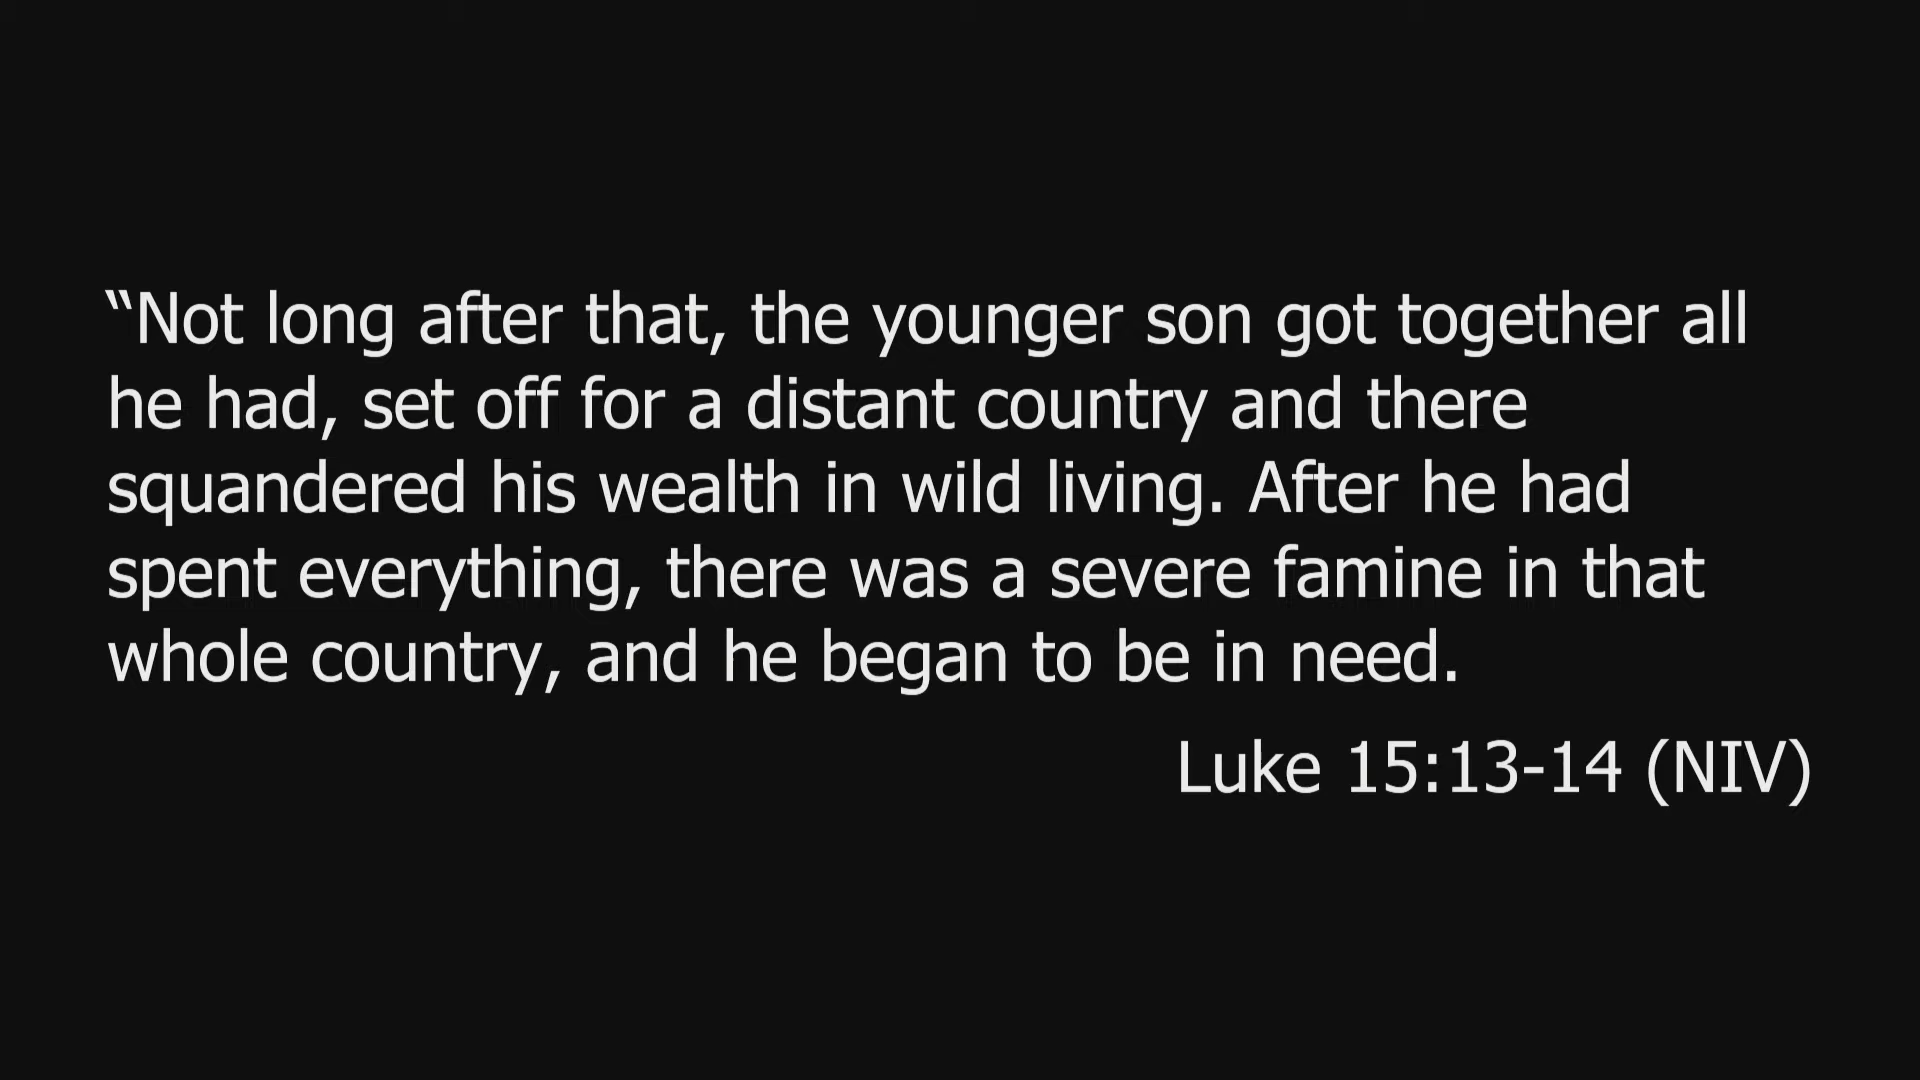 “Not long after that, the younger son got together all
he had, set off for a distant country and there
squandered his wealth in wild living. After he had
spent everything, there was a severe famine in that
whole country, and he began to be in need.
Luke 15:13-14 (NIV)